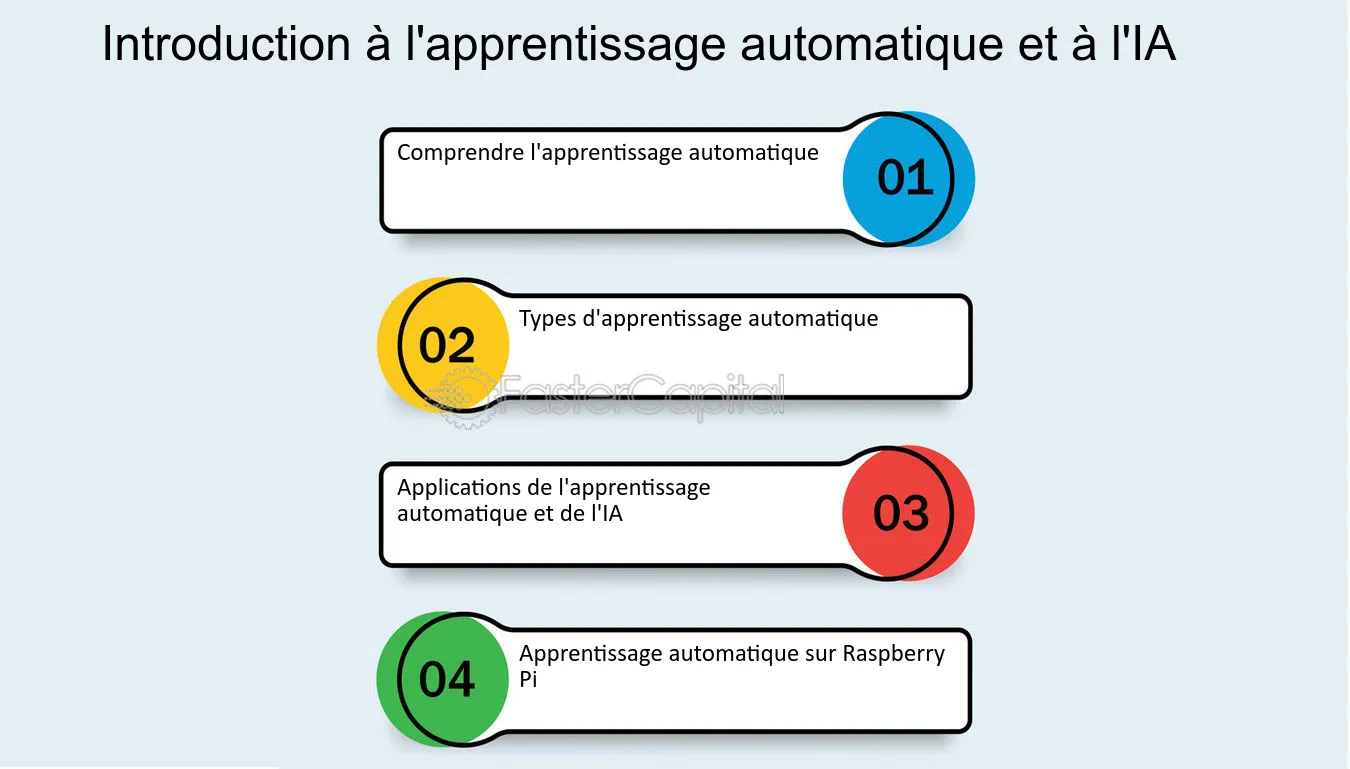 Introduction à l'apprentissage automatique et à l'IA
Comprendre l'apprentissage automatique
01
02
Types d'apprentissage automatique
FasterCapital
Applications de l'apprentissage
automatique et de l'IA
03
04
Apprentissage automatique sur Raspberry
Pi